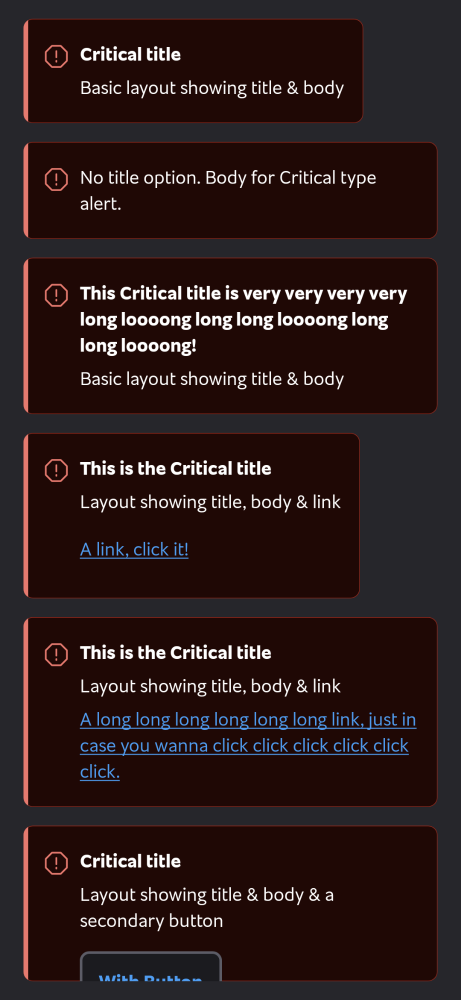 Critical title
Basic layout showing title & body
No title option. Body for Critical type
alert.
This Critical title is very very very very
long loooong long long loooong long
long loooong!
Basic layout showing title & body
This is the Critical title
Layout showing title, body & link
A link, click it!
This is the Critical title
Layout showing title, body & link
A long long long long long long link, just in
case you wanna click click click click click
click.
Critical title
Layout showing title & body & a
secondary button
With Button